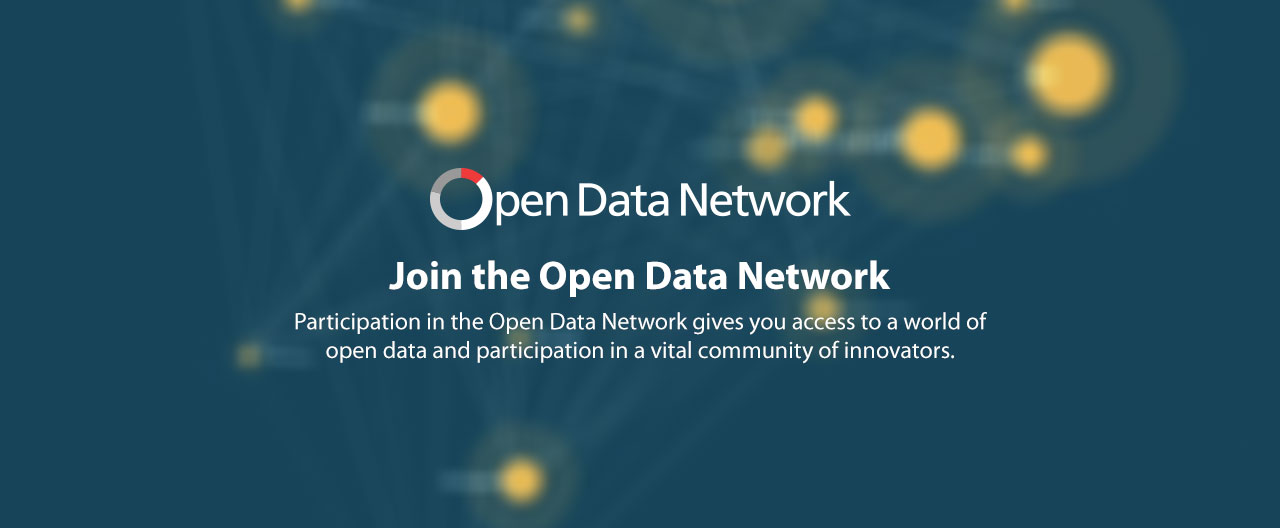 Open Data Network
Join the Open Data Network
Participation in the Open Data Network gives you access to a world of
open data and participation in a vital community of innovators.